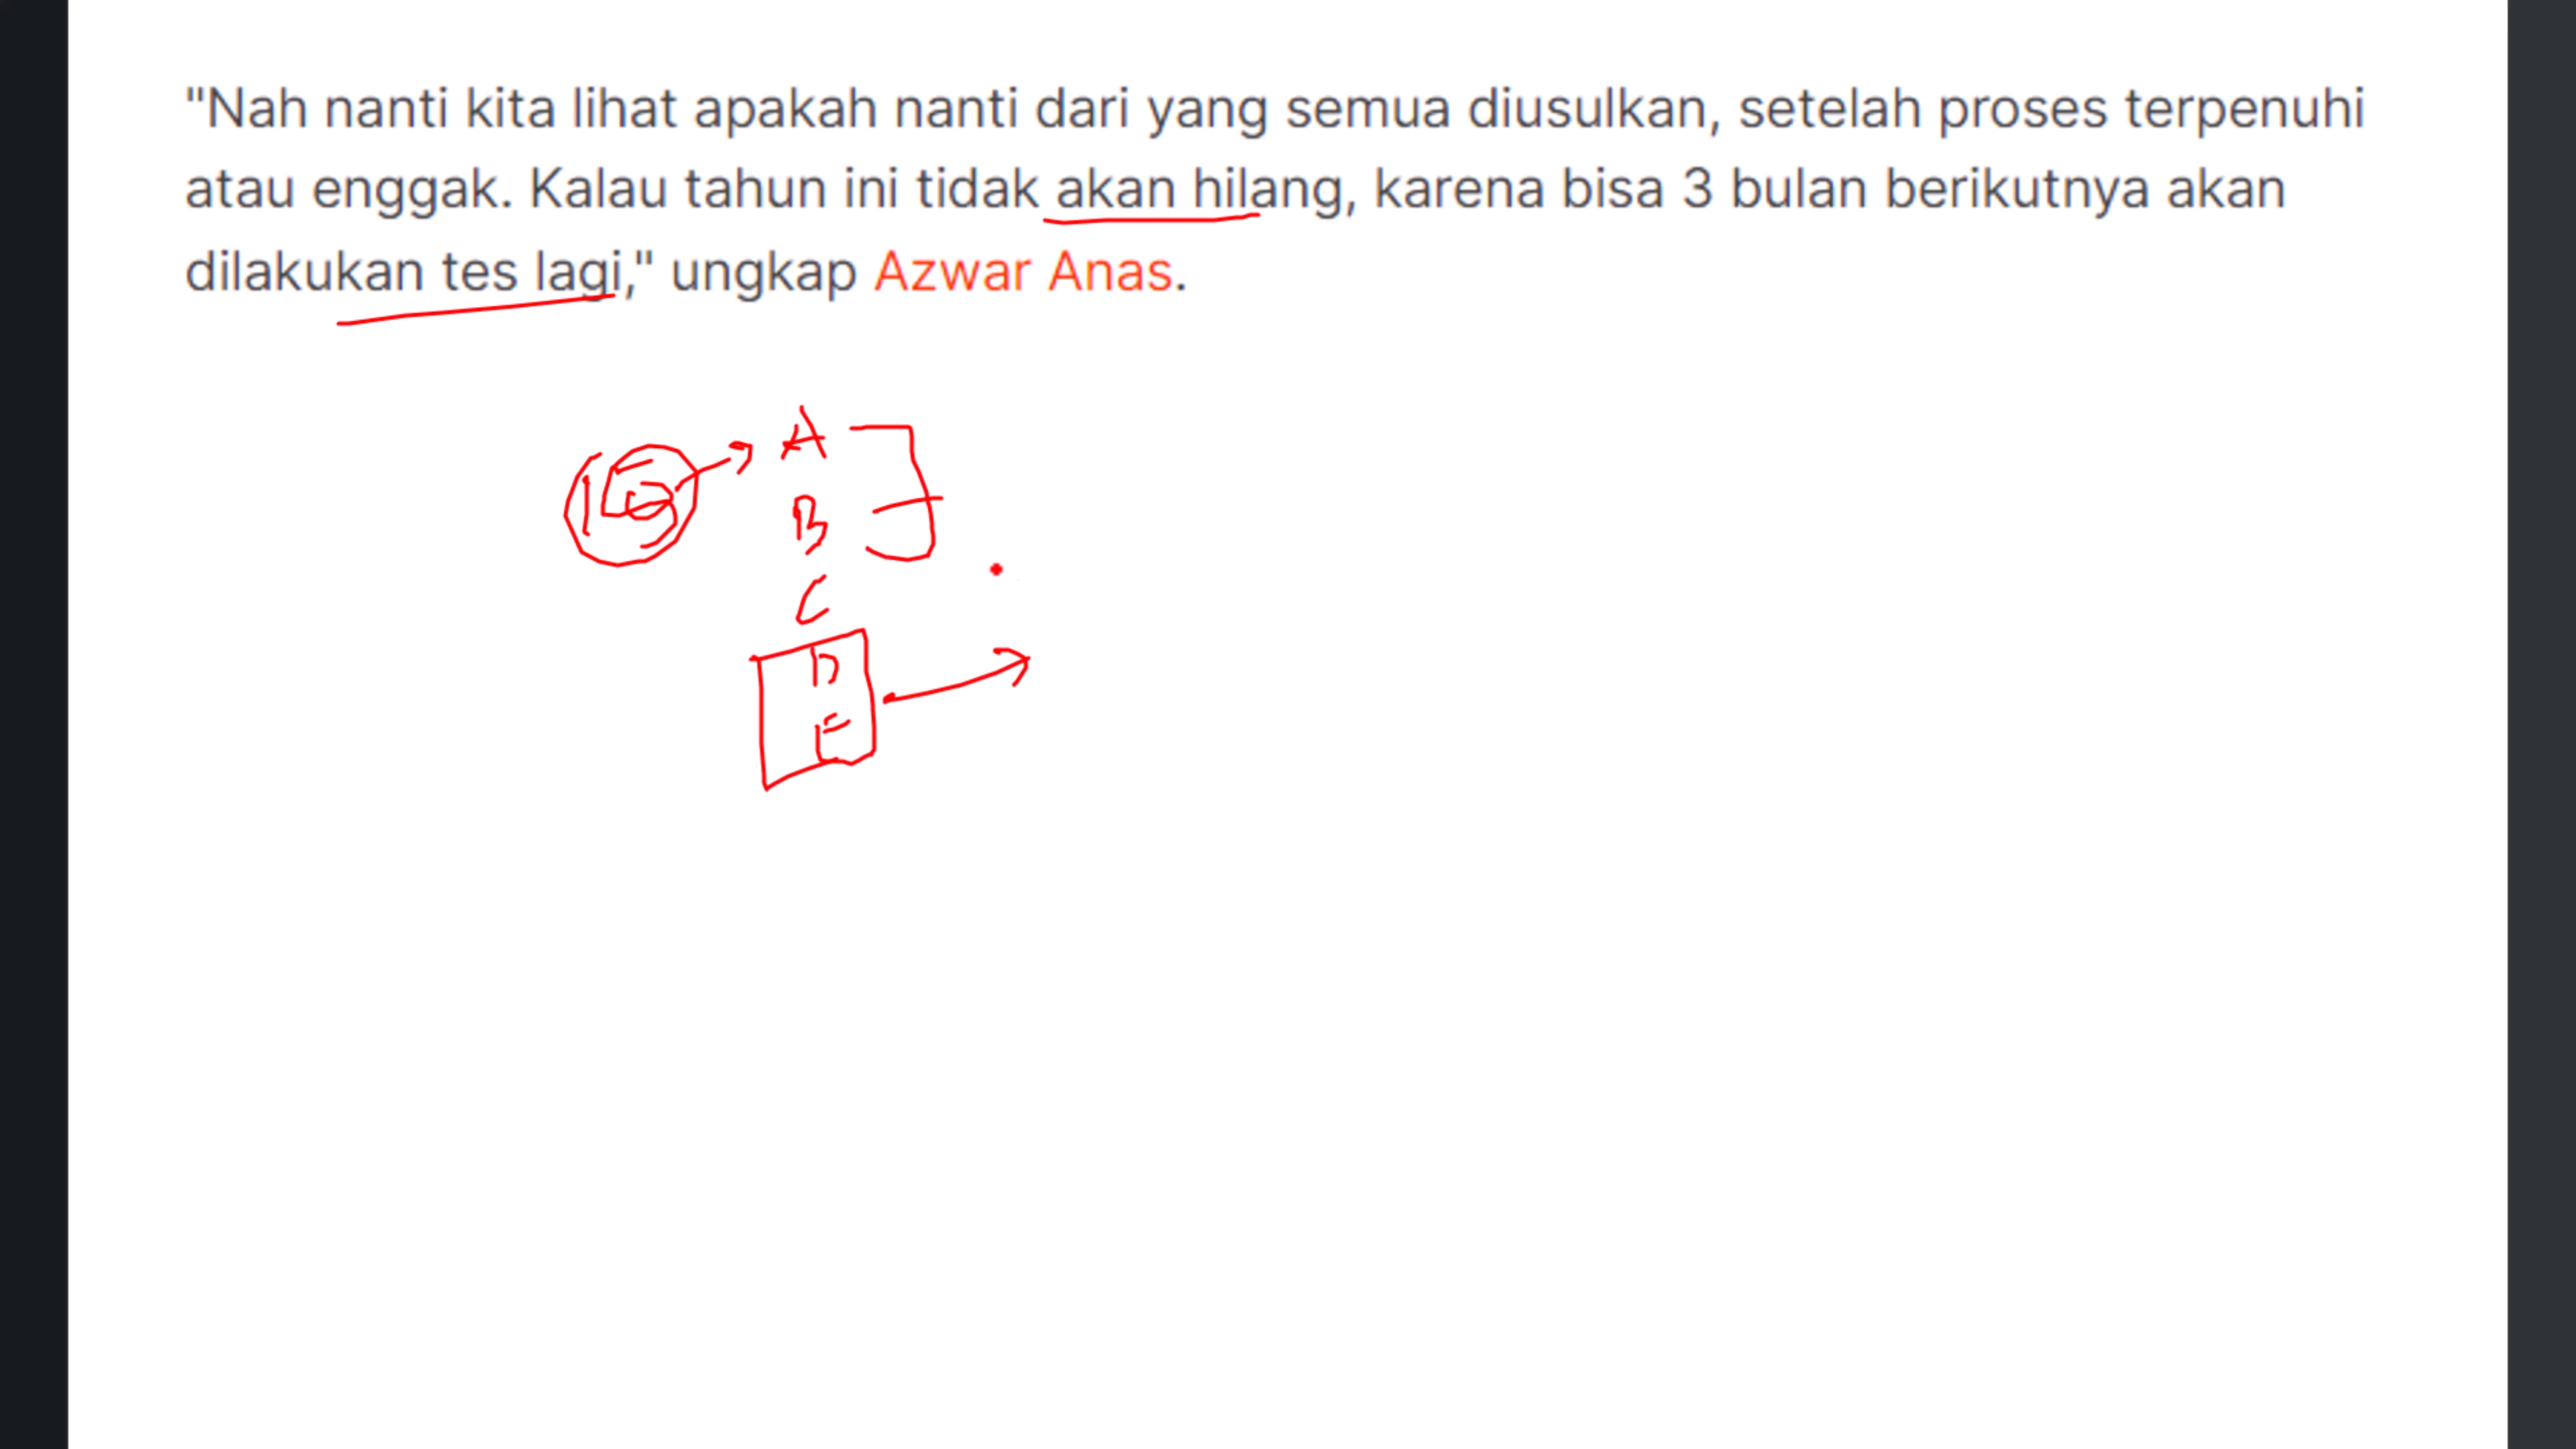 "Nah nanti kita lihat apakah nanti dari yang semua diusulkan, setelah proses terpenuhi
atau enggak. Kalau tahun ini tidak akan hilang, karena bisa 3 bulan berikutnya akan
dilakukan tes lagi," ungkap Azwar Anas.
A
B
C
D
E